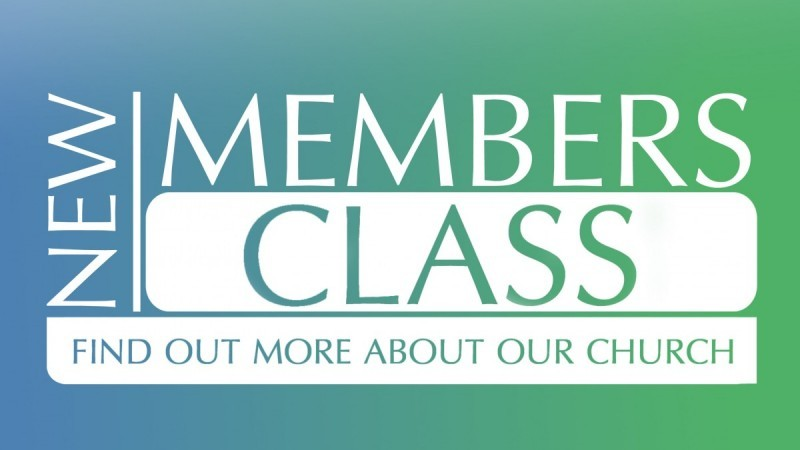 NEW
MEMBERS
CLASS
FIND OUT MORE ABOUT OUR CHURCH